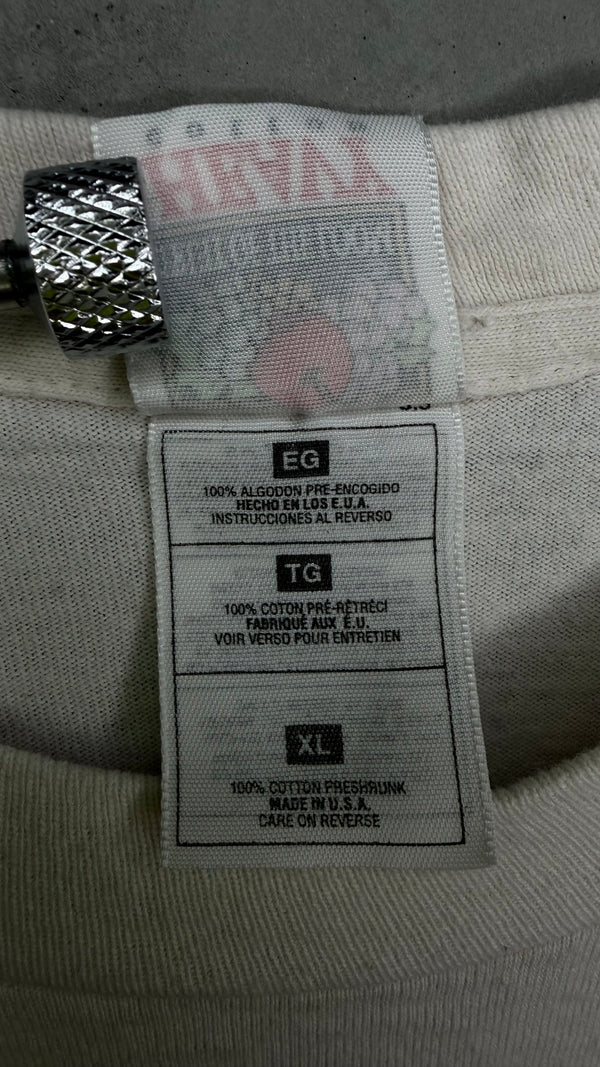 EG
100% ALGODON PRE-ENCOGIDO
HECHO EN LOS E.U.A.
INSTRUCCIONES AL REVERSO
TG
100% COTON PRÉ-RÉTRÉCI
FABRIQUÉ AUX É.U.
VOIR VERSO POUR ENTRETIEN
XL
100% COTTON PRESHRUNK
MADE IN U.S.A.
CARE ON REVERSE